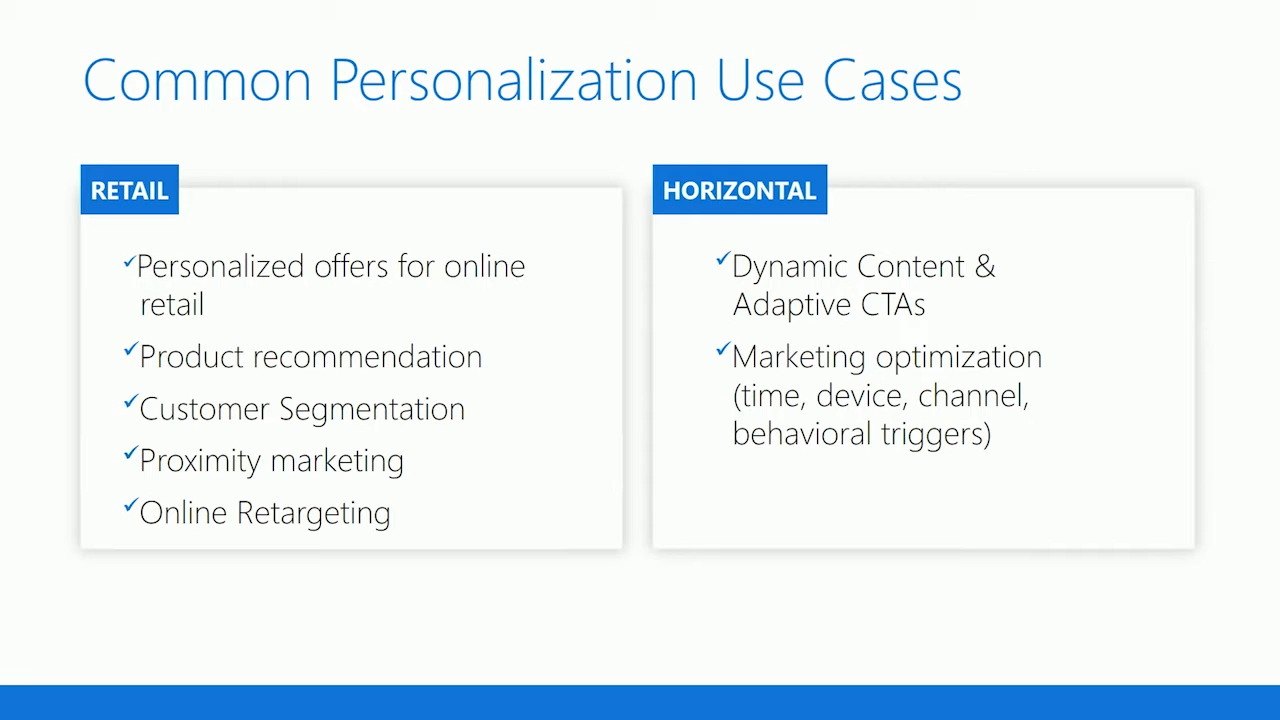 Common Personalization Use Cases
RETAIL
✓Personalized offers for online
retail
✓Product recommendation
✓Customer Segmentation
✓Proximity marketing
✓Online Retargeting
HORIZONTAL
✓Dynamic Content &
Adaptive CTAs
✓Marketing optimization
(time, device, channel,
behavioral triggers)